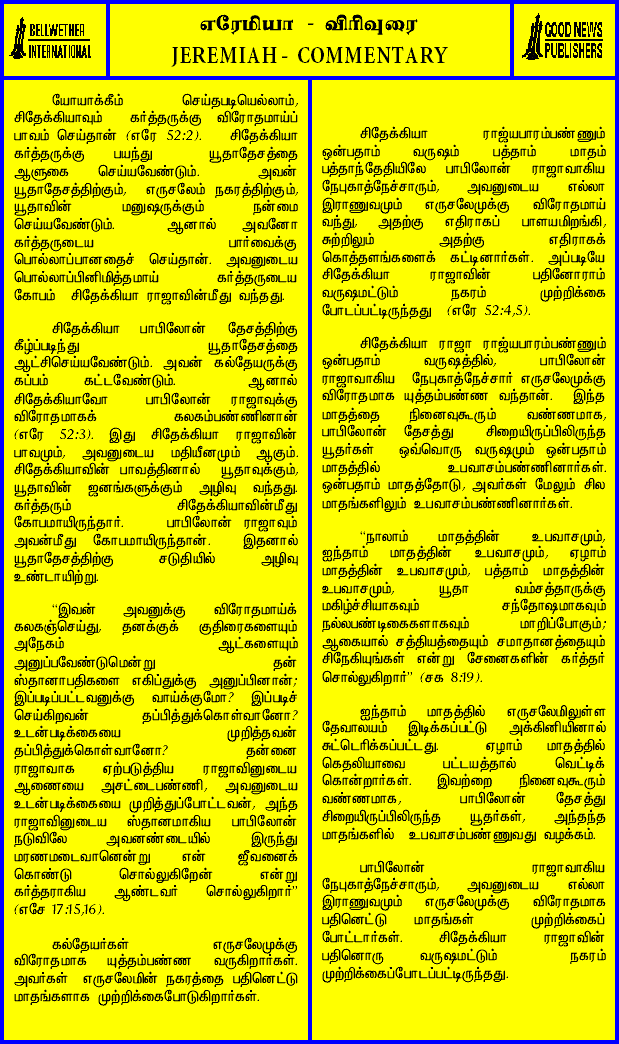 BELLWETHER
INTERNATIONAL
எரேமியா - விரிவுரை
JEREMIAH - COMMENTARY
GOOD NEWS
PUBLISHERS
யோயாக்கீம் செய்தபடியெல்லாம்,
சிதேக்கியாவும் கர்த்தருக்கு விரோதமாய்ப்
பாவம் செய்தான் (எரே 52:2). சிதேக்கியா
கர்த்தருக்கு பயந்து யூதாதேசத்தை
ஆளுகை செய்யவேண்டும். அவன்
யூதாதேசத்திற்கும், எருசலேம் நகரத்திற்கும்,
யூதாவின் மனுஷருக்கும் நன்மை
செய்யவேண்டும். ஆனால் அவனோ
கர்த்தருடைய பார்வைக்கு
பொல்லாப்பானதைச் செய்தான். அவனுடைய
பொல்லாப்பினிமித்தமாய் கர்த்தருடைய
கோபம் சிதேக்கியா ராஜாவின்மீது வந்தது.
சிதேக்கியா பாபிலோன் தேசத்திற்கு
கீழ்ப்படிந்து யூதாதேசத்தை
ஆட்சிசெய்யவேண்டும். அவன் கல்தேயருக்கு
கப்பம் கட்டவேண்டும். ஆனால்
சிதேக்கியாவோ பாபிலோன் ராஜாவுக்கு
விரோதமாகக் கலகம்பண்ணினான்
(எரே 52:3). இது சிதேக்கியா ராஜாவின்
பாவமும், அவனுடைய மதியீனமும் ஆகும்.
சிதேக்கியாவின் பாவத்தினால் யூதாவுக்கும்,
யூதாவின் ஜனங்களுக்கும் அழிவு வந்தது.
கர்த்தரும் சிதேக்கியாவின்மீது
கோபமாயிருந்தார். பாபிலோன் ராஜாவும்
அவன்மீது கோபமாயிருந்தான். இதனால்
யூதாதேசத்திற்கு சடுதியில் அழிவு
உண்டாயிற்று.
“இவன் அவனுக்கு விரோதமாய்க்
கலகஞ்செய்து, தனக்குக் குதிரைகளையும்
அநேகம் ஆட்களையும்
அனுப்பவேண்டுமென்று தன்
ஸ்தானாபதிகளை எகிப்துக்கு அனுப்பினான்;
இப்படிப்பட்டவனுக்கு வாய்க்குமோ? இப்படிச்
செய்கிறவன் தப்பித்துக்கொள்வானோ?
உடன்படிக்கையை முறித்தவன்
தப்பித்துக்கொள்வானோ? தன்னை
ராஜாவாக ஏற்படுத்திய ராஜாவினுடைய
ஆணையை அசட்டைபண்ணி, அவனுடைய
உடன்படிக்கையை முறித்துப்போட்டவன், அந்த
ராஜாவினுடைய ஸ்தானமாகிய பாபிலோன்
நடுவிலே அவனண்டையில் இருந்து
மரணமடைவானென்று என் ஜீவனைக்
கொண்டு சொல்லுகிறேன் என்று
கர்த்தராகிய ஆண்டவர் சொல்லுகிறார்”
(எசே 17:15,16).
கல்தேயர்கள் எருசலேமுக்கு
விரோதமாக யுத்தம்பண்ண வருகிறார்கள்.
அவர்கள் எருசலேமின் நகரத்தை பதினெட்டு
மாதங்களாக முற்றிக்கைபோடுகிறார்கள்.
சிதேக்கியா ராஜ்யபாரம்பண்ணும்
ஒன்பதாம் வருஷம் பத்தாம் மாதம்
பத்தாந்தேதியிலே பாபிலோன் ராஜாவாகிய
நேபுகாத்நேச்சாரும், அவனுடைய எல்லா
இராணுவமும் எருசலேமுக்கு விரோதமாய்
வந்து, அதற்கு எதிராகப் பாளயமிறங்கி,
சுற்றிலும் அதற்கு எதிராகக்
கொத்தளங்களைக் கட்டினார்கள். அப்படியே
சிதேக்கியா ராஜாவின் பதினோராம்
வருஷமட்டும் நகரம் முற்றிக்கை
போடப்பட்டிருந்தது (எரே 52:4,5).
சிதேக்கியா ராஜா ராஜ்யபாரம்பண்ணும்
ஒன்பதாம் வருஷத்தில், பாபிலோன்
ராஜாவாகிய நேபுகாத்நேச்சார் எருசலேமுக்கு
விரோதமாக யுத்தம்பண்ண வந்தான். இந்த
மாதத்தை நினைவுகூரும் வண்ணமாக,
பாபிலோன் தேசத்து சிறையிருப்பிலிருந்த
யூதர்கள் ஒவ்வொரு வருஷமும் ஒன்பதாம்
மாதத்தில் உபவாசம்பண்ணினார்கள்.
ஒன்பதாம் மாதத்தோடு, அவர்கள் மேலும் சில
மாதங்களிலும் உபவாசம்பண்ணினார்கள்.
“நாலாம் மாதத்தின் உபவாசமும்,
ஐந்தாம் மாதத்தின் உபவாசமும், ஏழாம்
மாதத்தின் உபவாசமும், பத்தாம் மாதத்தின்
உபவாசமும், யூதா வம்சத்தாருக்கு
மகிழ்ச்சியாகவும் சந்தோஷமாகவும்
நல்லபண்டிகைகளாகவும் மாறிப்போகும்;
ஆகையால் சத்தியத்தையும் சமாதானத்தையும்
சிநேகியுங்கள் என்று சேனைகளின் கர்த்தர்
சொல்லுகிறார்” (சக 8:19).
ஐந்தாம் மாதத்தில் எருசலேமிலுள்ள
தேவாலயம் இடிக்கப்பட்டு அக்கினியினால்
சுட்டெரிக்கப்பட்டது. ஏழாம் மாதத்தில்
கெதலியாவை பட்டயத்தால் வெட்டிக்
கொன்றார்கள். இவற்றை நினைவுகூரும்
வண்ணமாக, பாபிலோன் தேசத்து
சிறையிருப்பிலிருந்த யூதர்கள், அந்தந்த
மாதங்களில் உபவாசம்பண்ணுவது வழக்கம்.
பாபிலோன் ராஜாவாகிய
நேபுகாத்நேச்சாரும், அவனுடைய எல்லா
இராணுவமும் எருசலேமுக்கு விரோதமாக
பதினெட்டு மாதங்கள் முற்றிக்கைப்
போட்டார்கள். சிதேக்கியா ராஜாவின்
பதினொரு வருஷமட்டும் நகரம்
முற்றிக்கைப்போடப்பட்டிருந்தது.